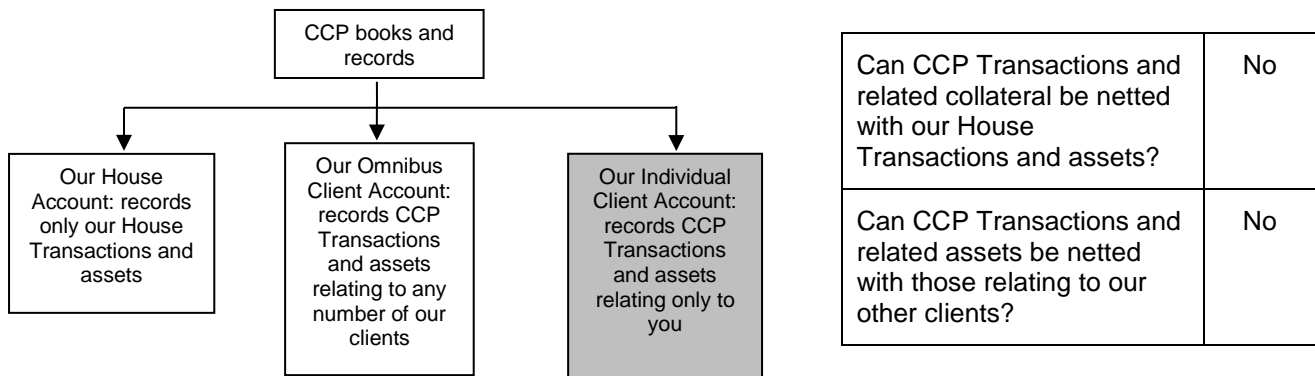 CCP books and
records
Our House
Account: records
only our House
Transactions and
assets
Our Omnibus
Client Account:
records CCP
Transactions
and assets
relating to any
number of our
clients
Our Individual
Client Account:
records CCP
Transactions
and assets
relating only to
you
Can CCP Transactions and
related collateral be netted
with our House
Transactions and assets?
No
Can CCP Transactions and
related assets be netted
with those relating to our
other clients?
No